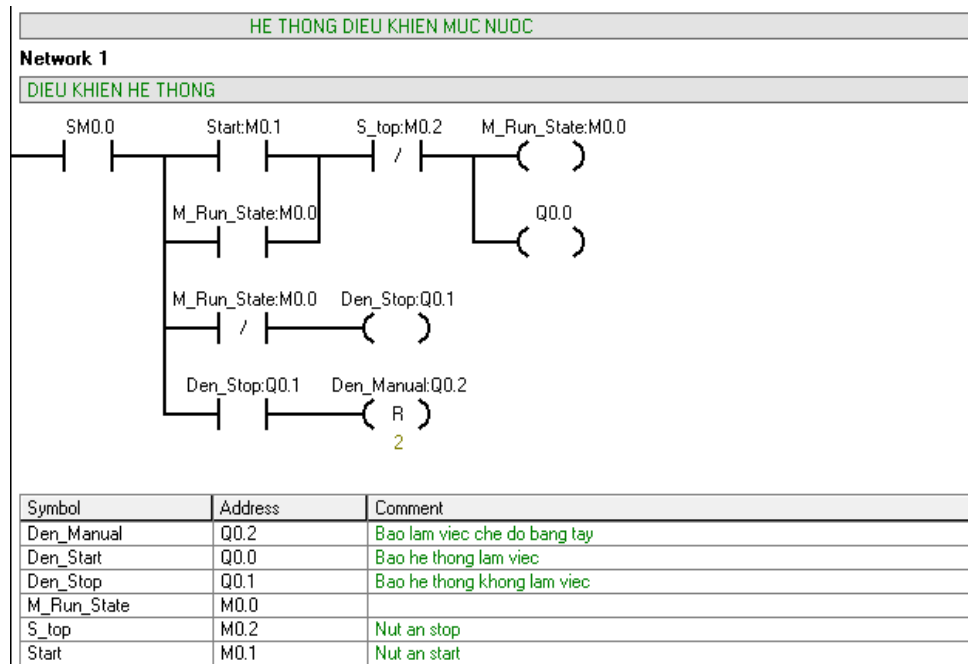 HE THONG DIEU KHIEN MUC NUOC
Network 1
DIEU KHIEN HE THONG
SM0.0 Start:M0.1 S_top:M0.2 M_Run_State:M0.0
/
M_Run_State:M0.0 Q0.0
M_Run_State:M0.0 Den_Stop:Q0.1
/
Den_Stop:Q0.1 Den_Manual:Q0.2
R
2
Symbol Address Comment
Den_Manual Q0.2 Bao lam viec che do bang tay
Den_Start Q0.0 Bao he thong lam viec
Den_Stop Q0.1 Bao he thong khong lam viec
M_Run_State M0.0
S_top M0.2 Nut an stop
Start M0.1 Nut an start